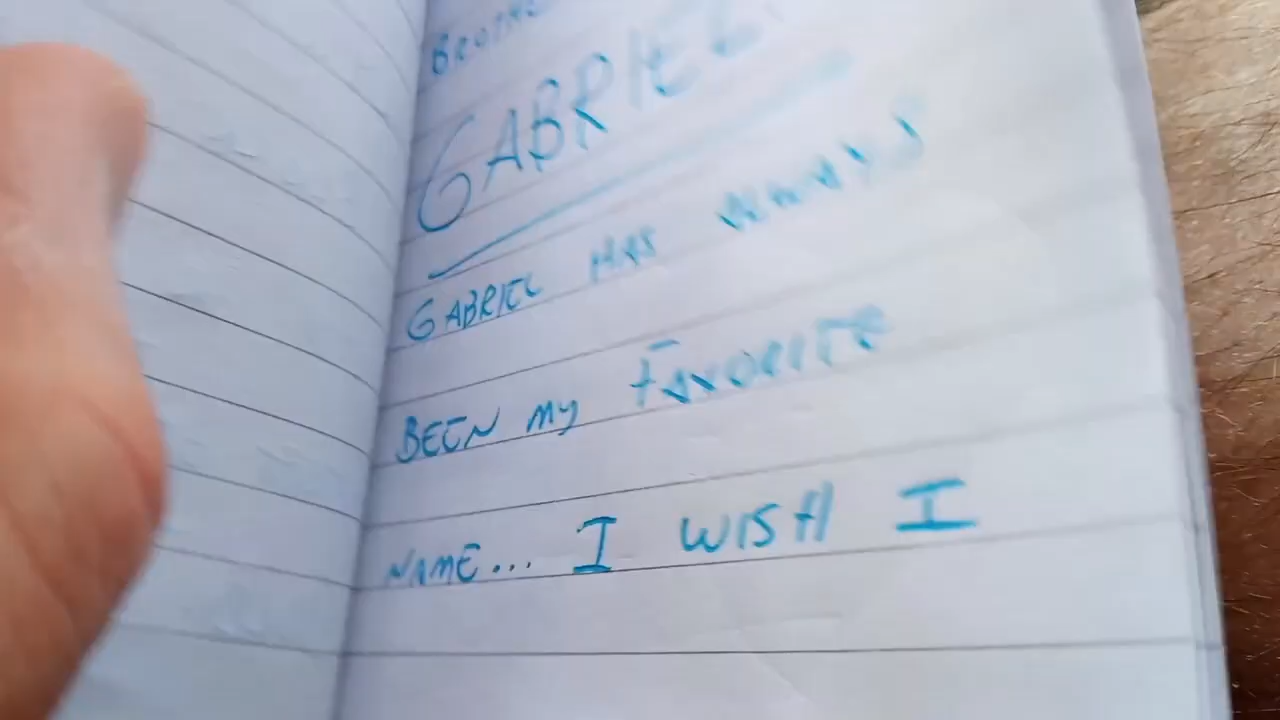 GABRIEL
GABRIEL HAS ALWAYS
BEEN MY FAVORITE
NAME... I WISH I